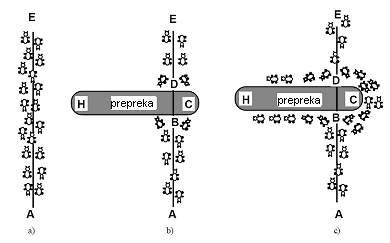 E E E
D D
H prepreka C H prepreka C
B B
A A A
a) b) c)